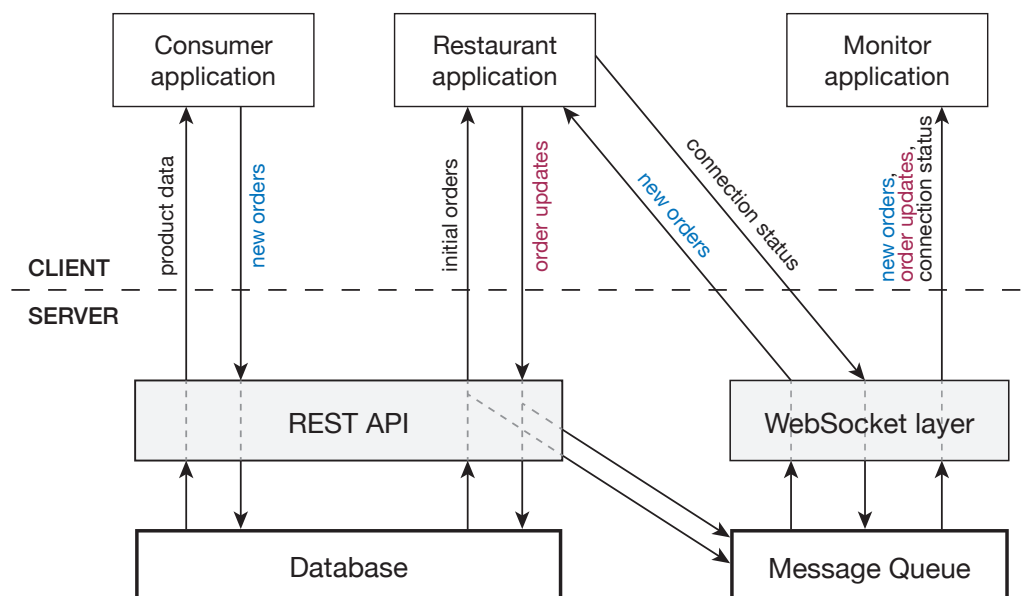 Consumer
application
Restaurant
application
Monitor
application
product data
new orders
initial orders
order updates
new orders
connection status
new orders,
order updates,
connection status
CLIENT
SERVER
REST API
WebSocket layer
Database
Message Queue